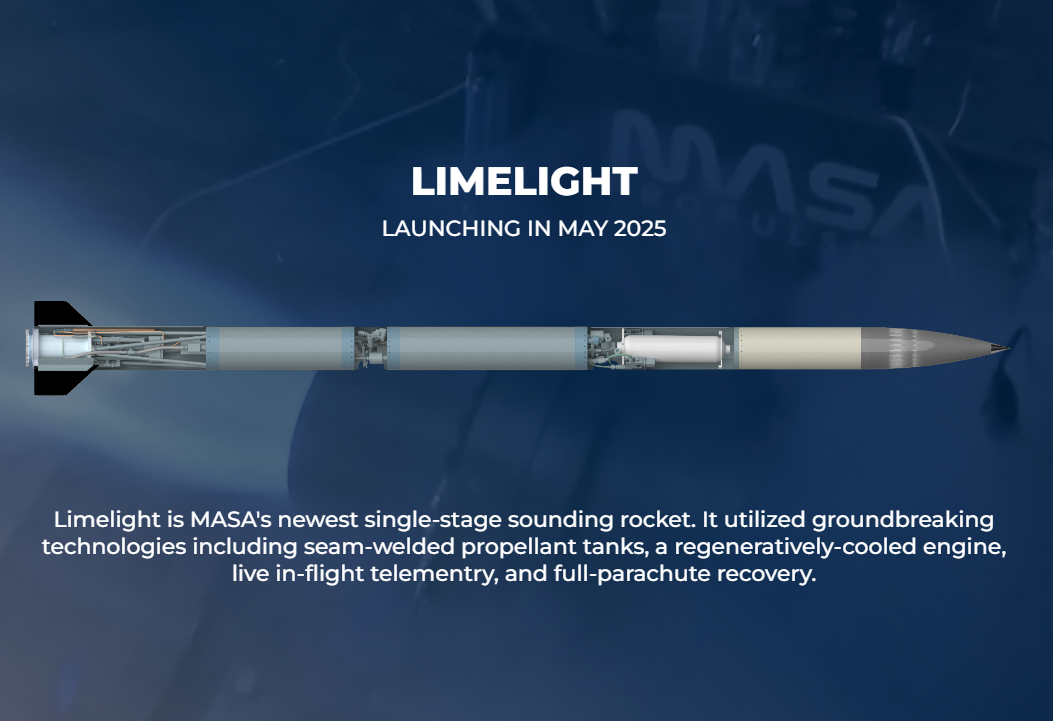 MASA
LIMELIGHT
LAUNCHING IN MAY 2025
Limelight is MASA's newest single-stage sounding rocket. It utilized groundbreaking
technologies including seam-welded propellant tanks, a regeneratively-cooled engine,
live in-flight telementry, and full-parachute recovery.